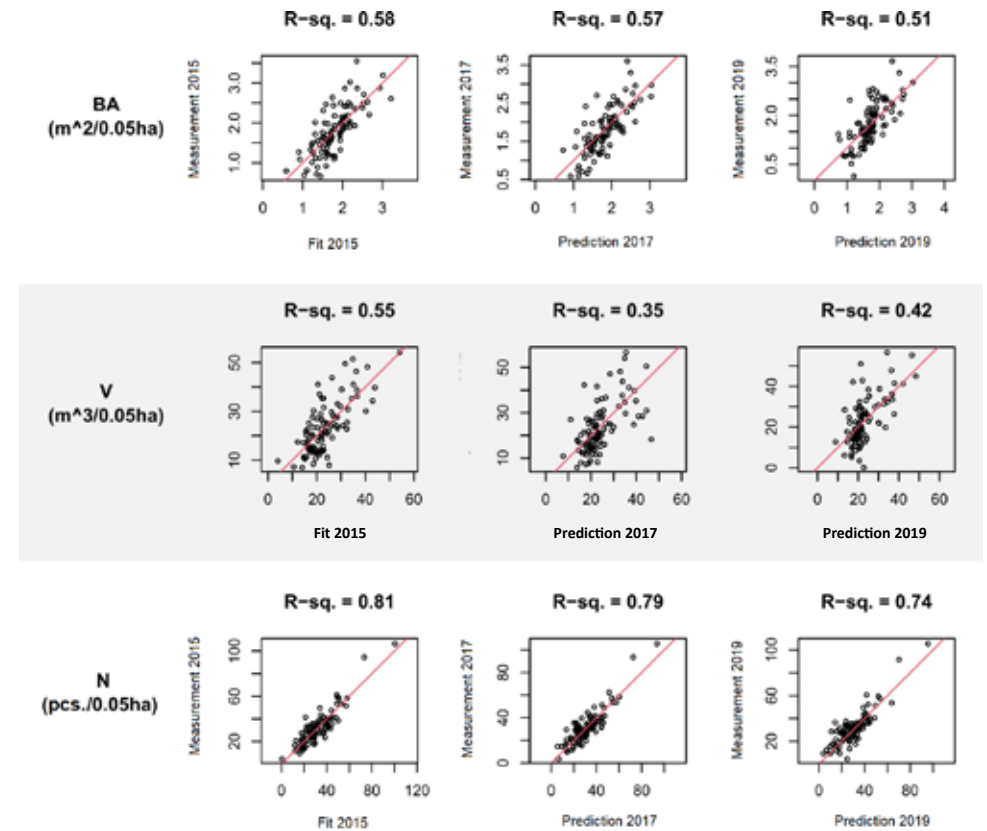 R-sq. = 0.58
R-sq. = 0.57
R-sq. = 0.51
BA
(m^2/0.05ha)
Measurement 2015
1.0 2.0 3.0
0 1 2 3
Fit 2015
Measurement 2017
0.5 1.5 2.5 3.5
0 1 2 3
Prediction 2017
Measurement 2019
0.5 2.0 3.5
0 1 2 3 4
Prediction 2019
R-sq. = 0.55
R-sq. = 0.35
R-sq. = 0.42
V
(m^3/0.05ha)
10 30 50
0 20 40 60
Fit 2015
10 30 50
0 20 40 60
Prediction 2017
0 20 40
0 20 40 60
Prediction 2019
R-sq. = 0.81
R-sq. = 0.79
R-sq. = 0.74
N
(pcs./0.05ha)
Measurement 2015
20 60 100
0 40 80 120
Fit 2015
Measurement 2017
0 40 80
0 40 80
Prediction 2017
Measurement 2019
20 60 100
0 40 80
Prediction 2019